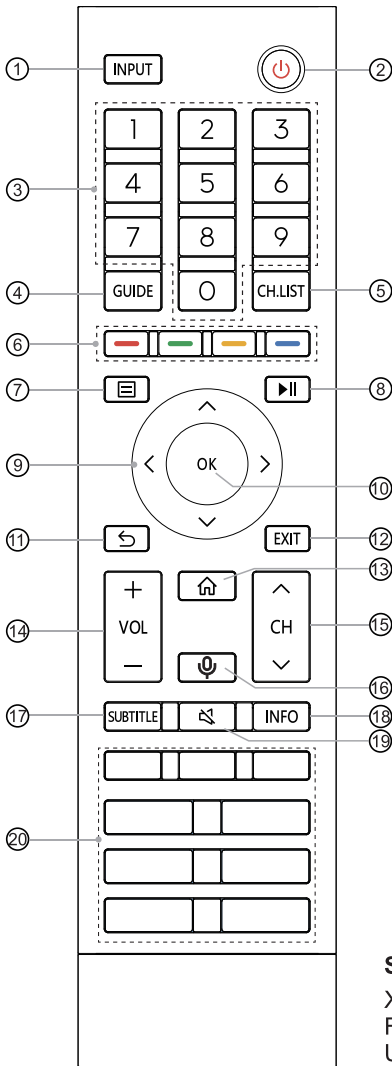 ① INPUT ②
1 2 3
③ 4 5 6
7 8 9
④ GUIDE 0 CH.LIST ⑤
⑥
⑦ ⑧
⑨ OK
⑩
⑪ EXIT ⑫
⑬
+
⑭ VOL CH ⑮
−
⑯
⑰ SUBTITLE INFO ⑱
⑲
⑳